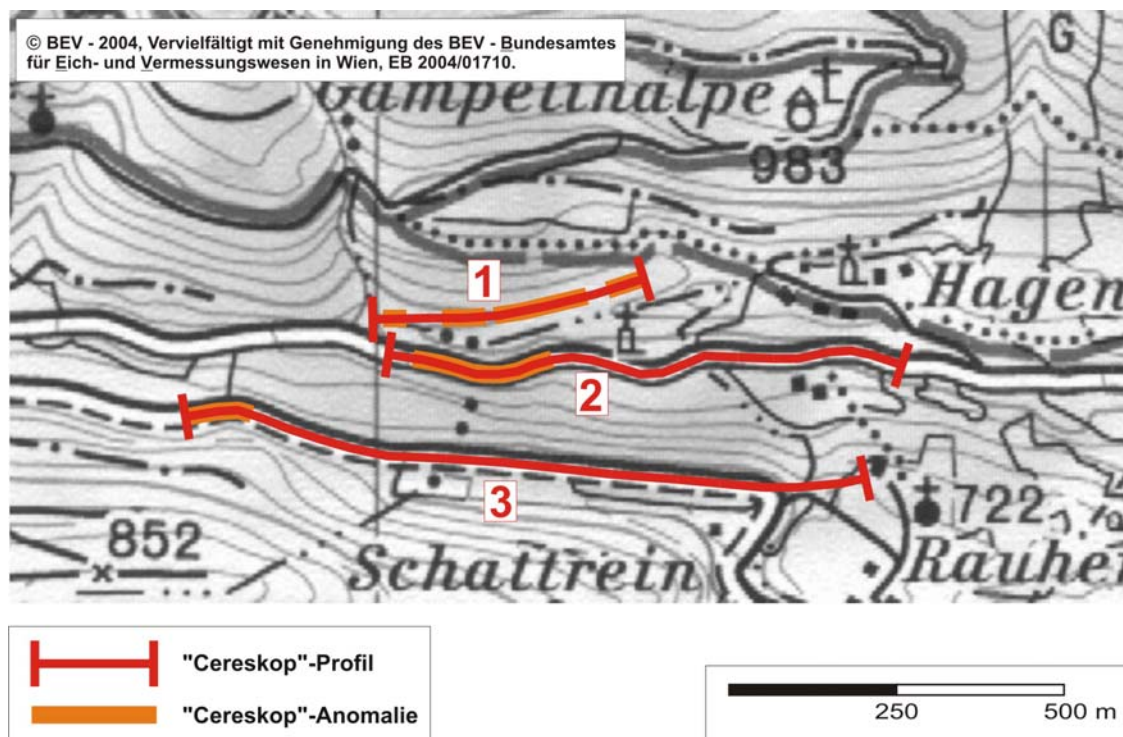 © BEV - 2004, Vervielfältigt mit Genehmigung des BEV - Bundesamtes
für Eich- und Vermessungswesen in Wien, EB 2004/01710.
G
Gampelinalpe
983
1
Hagen
2
3
722
852
Schattrein
Rauher
"Cereskop"-Profil
"Cereskop"-Anomalie
250
500 m